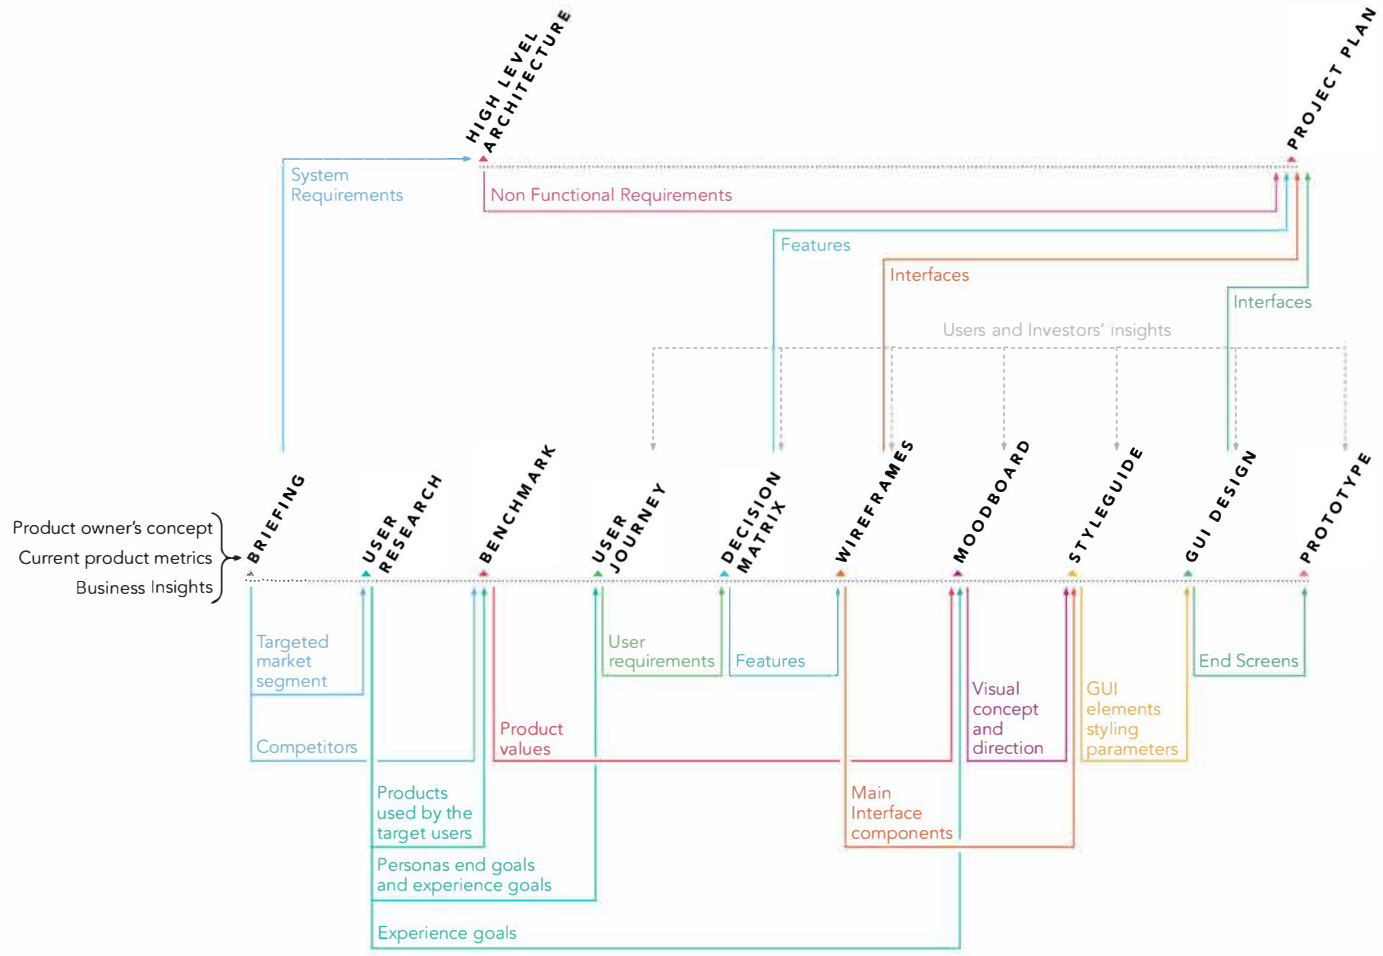 HIGH LEVEL
ARCHITECTURE
PROJECT PLAN
System
Requirements
Non Functional Requirements
Features
Interfaces
Interfaces
Users and Investors' insights
Product owner's concept
Current product metrics
Business Insights
BRIEFING
USER
RESEARCH
BENCHMARK
USER
JOURNEY
DECISION
MATRIX
WIREFRAMES
MOODBOARD
STYLEGUIDE
GUI DESIGN
PROTOTYPE
Targeted
market
segment
Competitors
User
requirements
Features
End Screens
Product
values
Visual
concept
and
direction
GUI
elements
styling
parameters
Products
used by the
target users
Main
Interface
components
Personas end goals
and experience goals
Experience goals